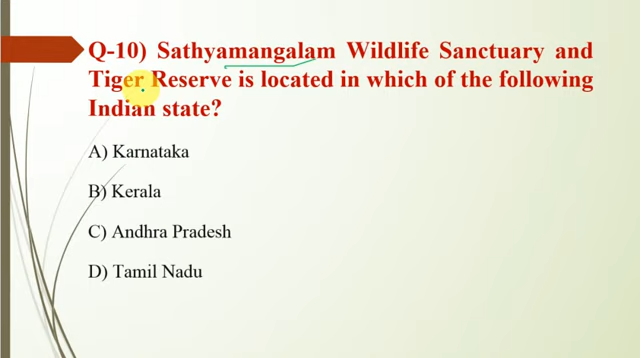 Q-10) Sathyamangalam Wildlife Sanctuary and
Tiger Reserve is located in which of the following
Indian state?
A) Karnataka
B) Kerala
C) Andhra Pradesh
D) Tamil Nadu